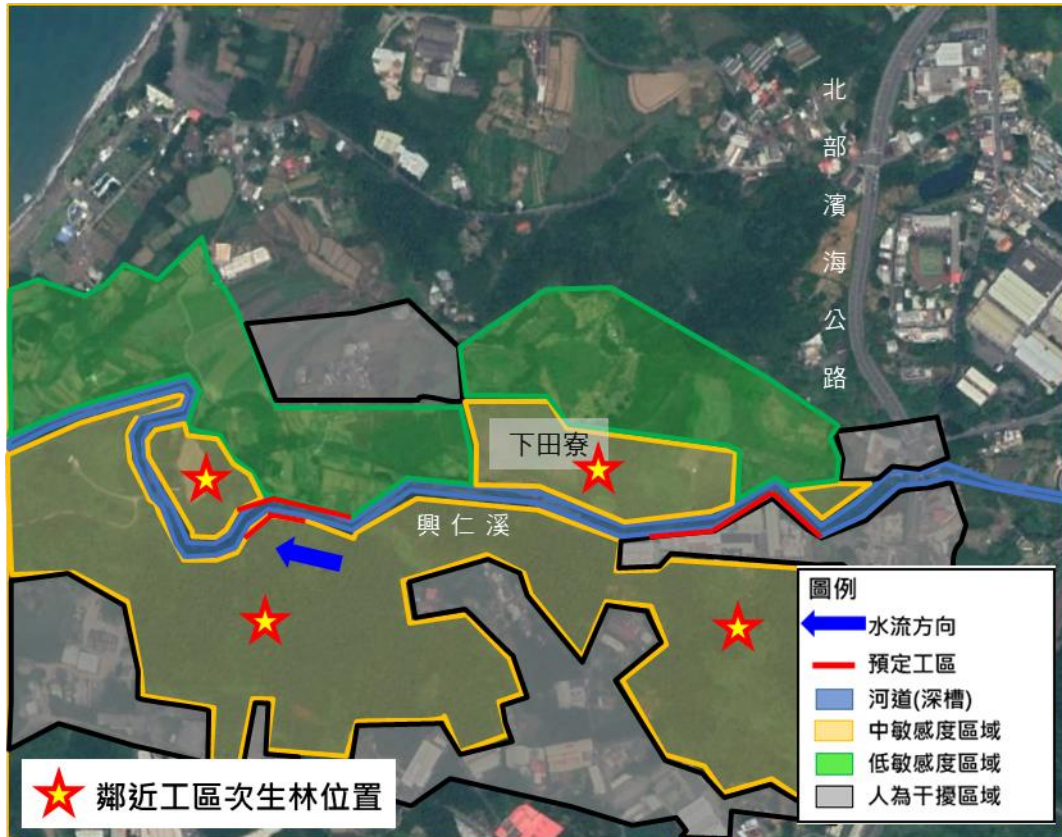 北部濱海公路
下田寮
興仁溪
圖例
水流方向
預定工區
河道(深槽)
中敏感度區域
低敏感度區域
人為干擾區域
鄰近工區次生林位置